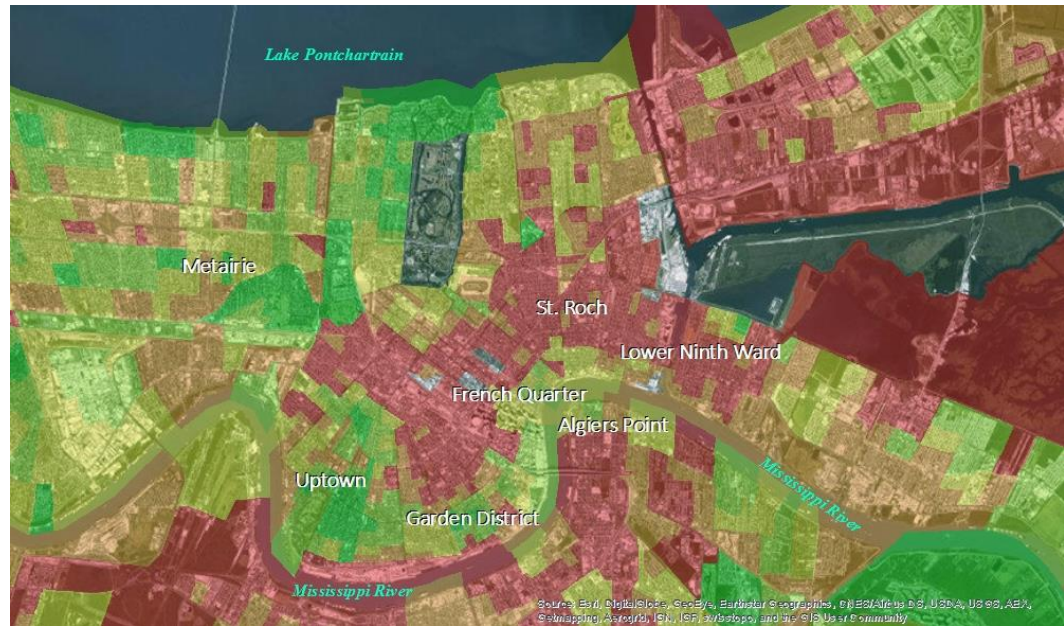 Lake Pontchartrain
Metairie
St. Roch
Lower Ninth Ward
French Quarter
Algiers Point
Uptown
Mississippi River
Garden District
Mississippi River
Source: Esri, DigitalGlobe, GeoEye, Earthstar Geographics, CNES/Airbus DS, USDA, USGS, AEX,
Getmapping, Aerogrid, IGN, IGP, swisstopo, and the GIS User Community